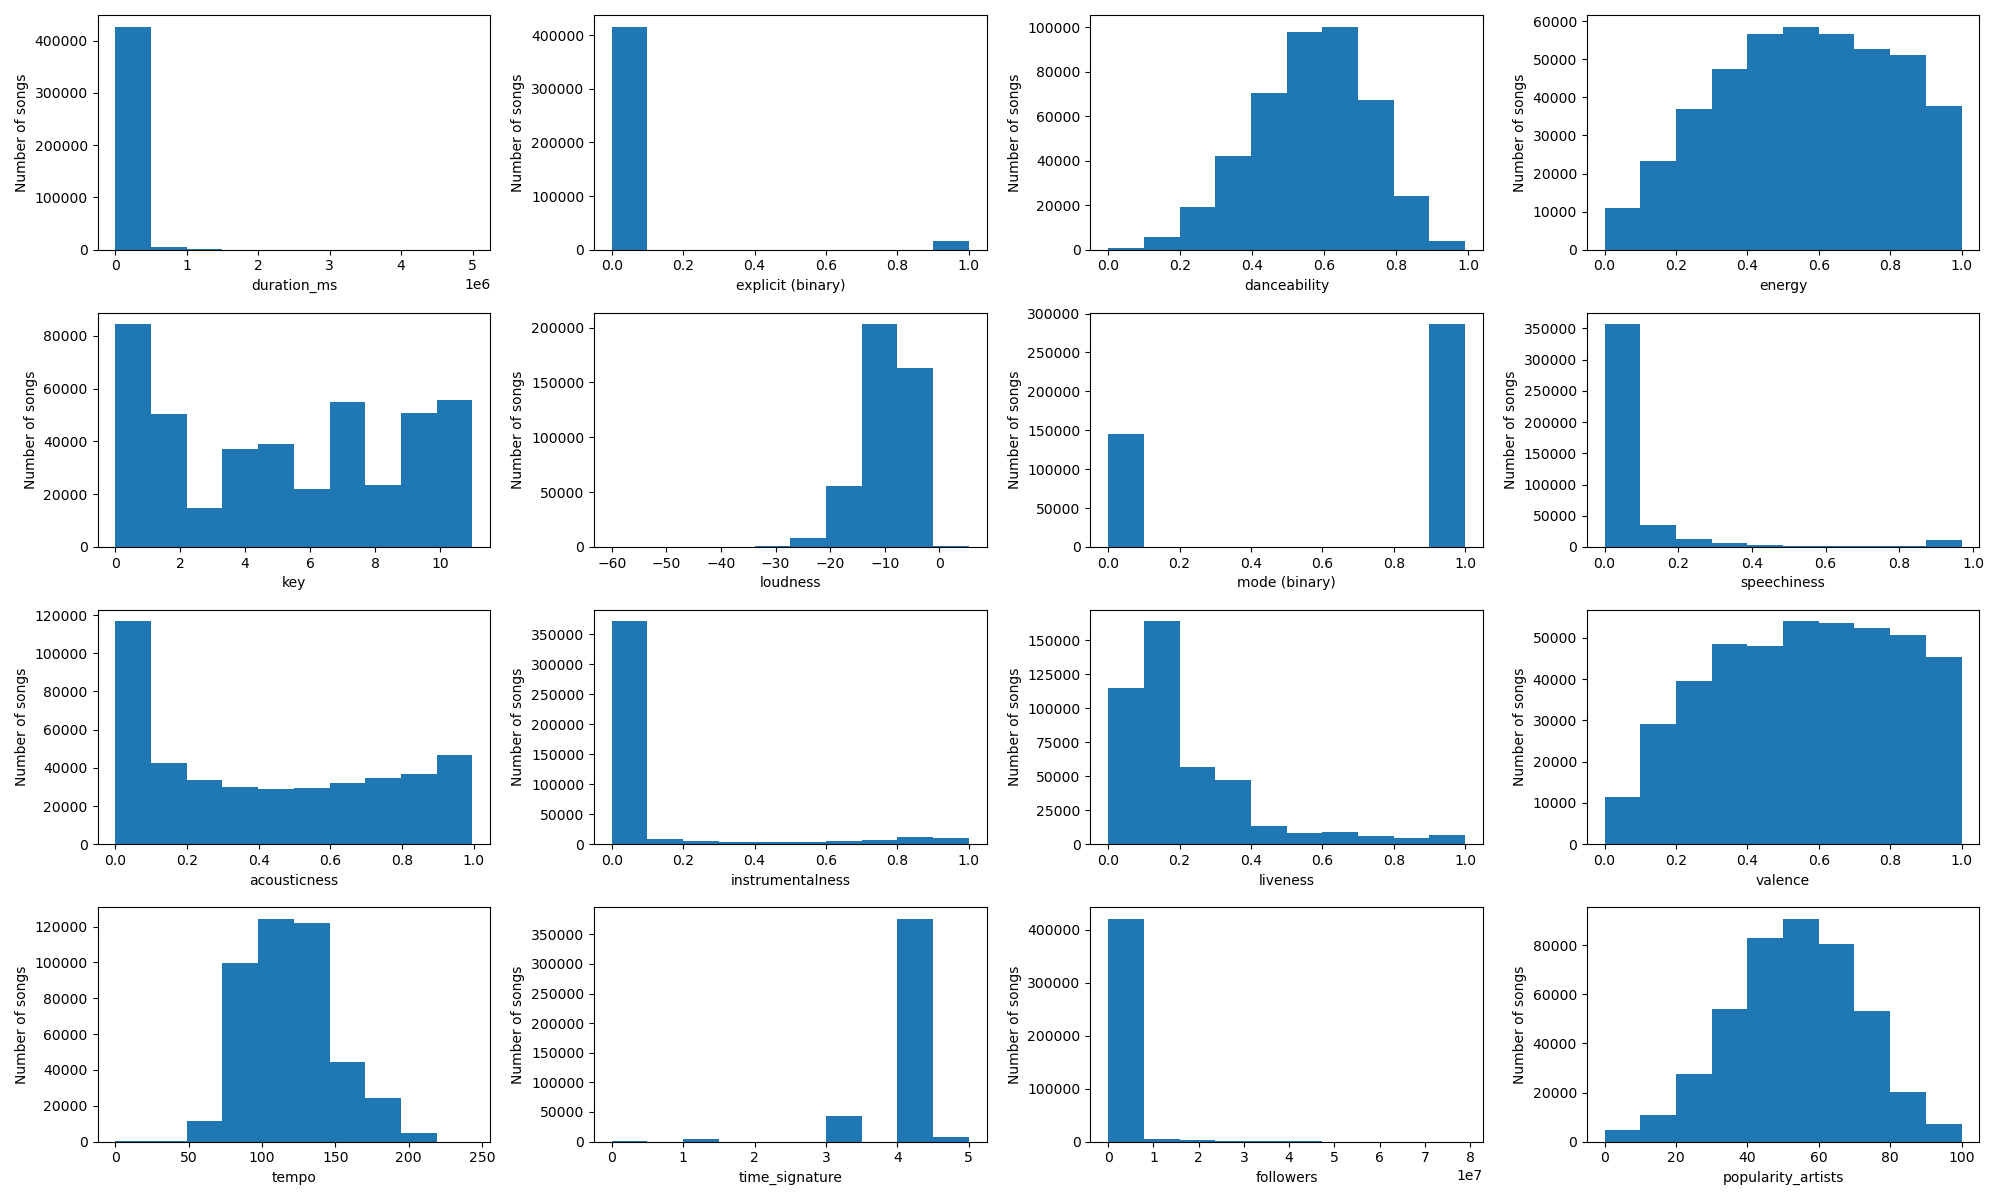 Number of songs
400000
300000
200000
100000
0
0 1 2 3 4 5
1e6
duration_ms
Number of songs
400000
300000
200000
100000
0
0.0 0.2 0.4 0.6 0.8 1.0
explicit (binary)
Number of songs
100000
80000
60000
40000
20000
0
0.0 0.2 0.4 0.6 0.8 1.0
danceability
Number of songs
60000
50000
40000
30000
20000
10000
0
0.0 0.2 0.4 0.6 0.8 1.0
energy
Number of songs
80000
60000
40000
20000
0
0 2 4 6 8 10
key
Number of songs
200000
150000
100000
50000
0
−60 −50 −40 −30 −20 −10 0
loudness
Number of songs
300000
250000
200000
150000
100000
50000
0
0.0 0.2 0.4 0.6 0.8 1.0
mode (binary)
Number of songs
350000
300000
250000
200000
150000
100000
50000
0
0.0 0.2 0.4 0.6 0.8 1.0
speechiness
Number of songs
120000
100000
80000
60000
40000
20000
0
0.0 0.2 0.4 0.6 0.8 1.0
acousticness
Number of songs
350000
300000
250000
200000
150000
100000
50000
0
0.0 0.2 0.4 0.6 0.8 1.0
instrumentalness
Number of songs
150000
125000
100000
75000
50000
25000
0
0.0 0.2 0.4 0.6 0.8 1.0
liveness
Number of songs
50000
40000
30000
20000
10000
0
0.0 0.2 0.4 0.6 0.8 1.0
valence
Number of songs
120000
100000
80000
60000
40000
20000
0
0 50 100 150 200 250
tempo
Number of songs
350000
300000
250000
200000
150000
100000
50000
0
0 1 2 3 4 5
time_signature
Number of songs
400000
300000
200000
100000
0
0 1 2 3 4 5 6 7 8
1e7
followers
Number of songs
80000
60000
40000
20000
0
0 20 40 60 80 100
popularity_artists